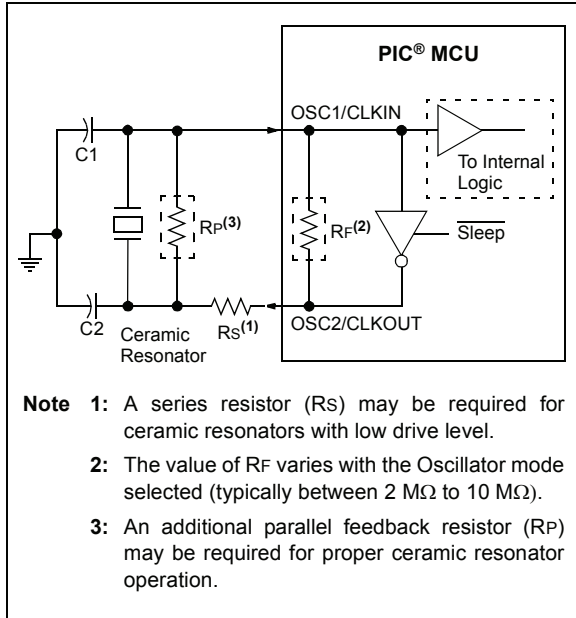 PIC® MCU
OSC1/CLKIN
C1
To Internal
Logic
RP(3)
RF(2)
Sleep
C2
Ceramic
Resonator
RS(1)
OSC2/CLKOUT
Note 1: A series resistor (RS) may be required for
ceramic resonators with low drive level.
2: The value of RF varies with the Oscillator mode
selected (typically between 2 MΩ to 10 MΩ).
3: An additional parallel feedback resistor (RP)
may be required for proper ceramic resonator
operation.